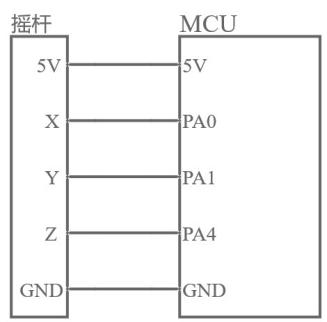 摇杆 MCU
5V 5V
X PA0
Y PA1
Z PA4
GND GND